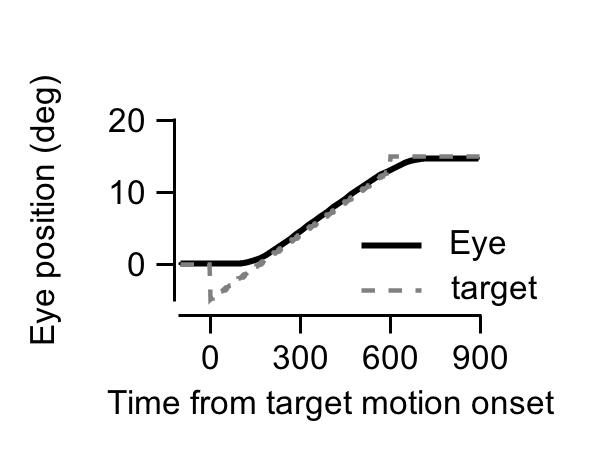 Eye position (deg)
20
10
0
Eye
target
0 300 600 900
Time from target motion onset